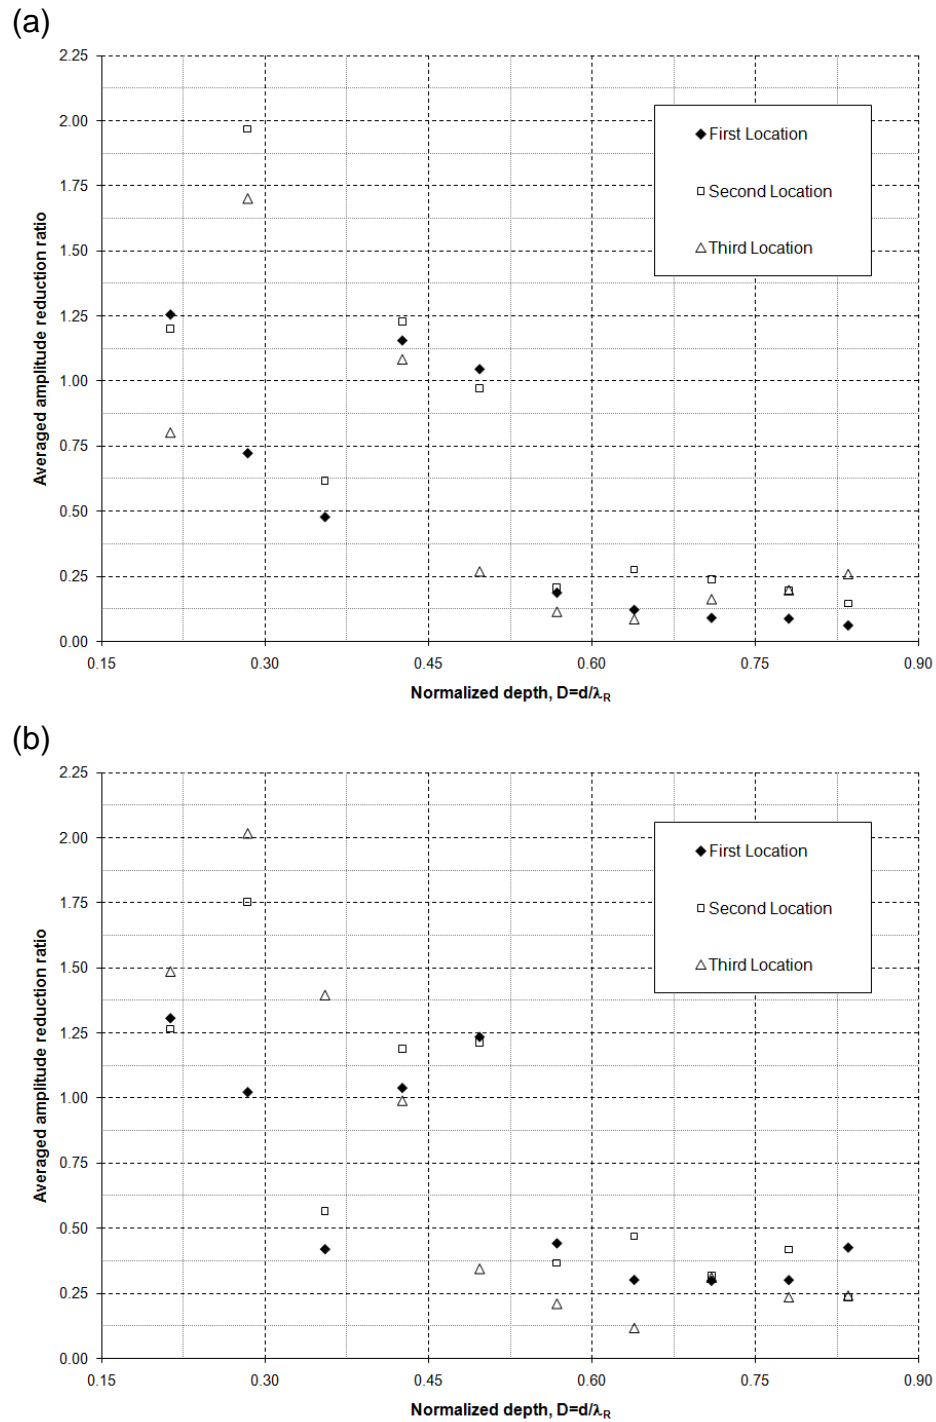 (a)
2.25
2.00
1.75
1.50
1.25
1.00
0.75
0.50
0.25
0.00
Averaged amplitude reduction ratio
First Location
Second Location
Third Location
0.15 0.30 0.45 0.60 0.75 0.90
Normalized depth, D=d/λR
(b)
2.25
2.00
1.75
1.50
1.25
1.00
0.75
0.50
0.25
0.00
Averaged amplitude reduction ratio
First Location
Second Location
Third Location
0.15 0.30 0.45 0.60 0.75 0.90
Normalized depth, D=d/λR